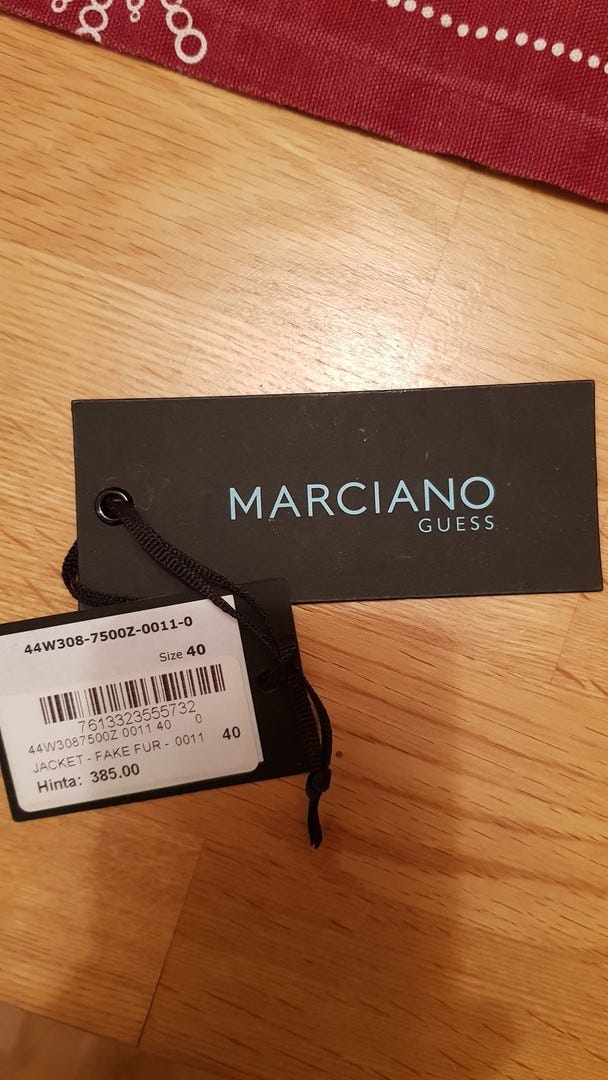 MARCIANO
GUESS
44W308-7500Z-0011-0
Size 40
7613323555732
44W3087500Z 0011 40 0
JACKET - FAKE FUR - 0011 40
Hinta: 385.00